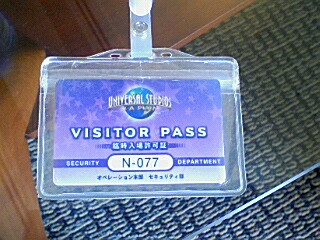 UNIVERSAL STUDIOS
JAPAN
VISITOR PASS
臨時入場許可証
SECURITY N-077 DEPARTMENT
オペレーション本部 セキュリティ部